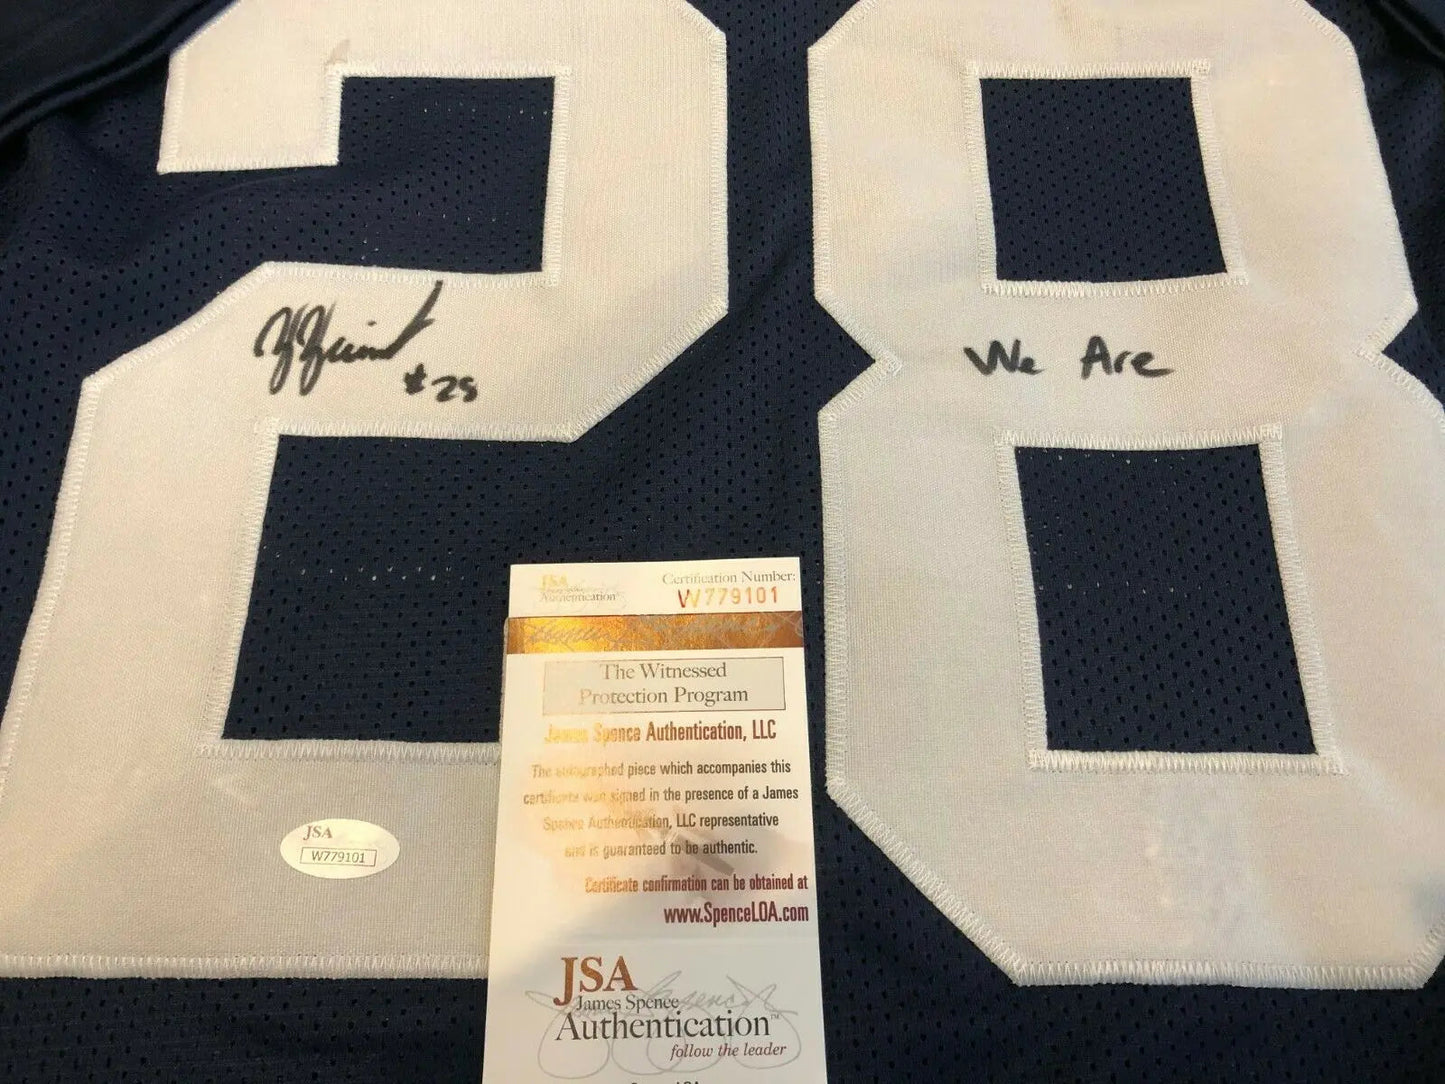 28
#28
We Are
JSA
Authentication
Certification Number:
W779101
The Witnessed
Protection Program
James Spence Authentication, LLC
The autographed piece which accompanies this
certificate was signed in the presence of a James
Spence Authentication, LLC representative
and is guaranteed to be authentic.
Certificate confirmation can be obtained at
www.SpenceLOA.com
JSA
W779101
JSA
James Spence
Authentication™
follow the leader